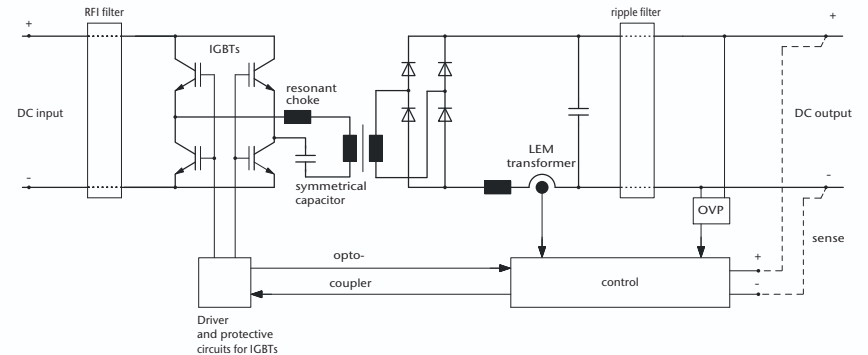 RFI filter
ripple filter
+
+
IGBTs
resonant
choke
DC input
DC output
LEM
transformer
-
-
symmetrical
capacitor
OVP
sense
opto-
+
coupler
control
-
Driver
and protective
circuits for IGBTs